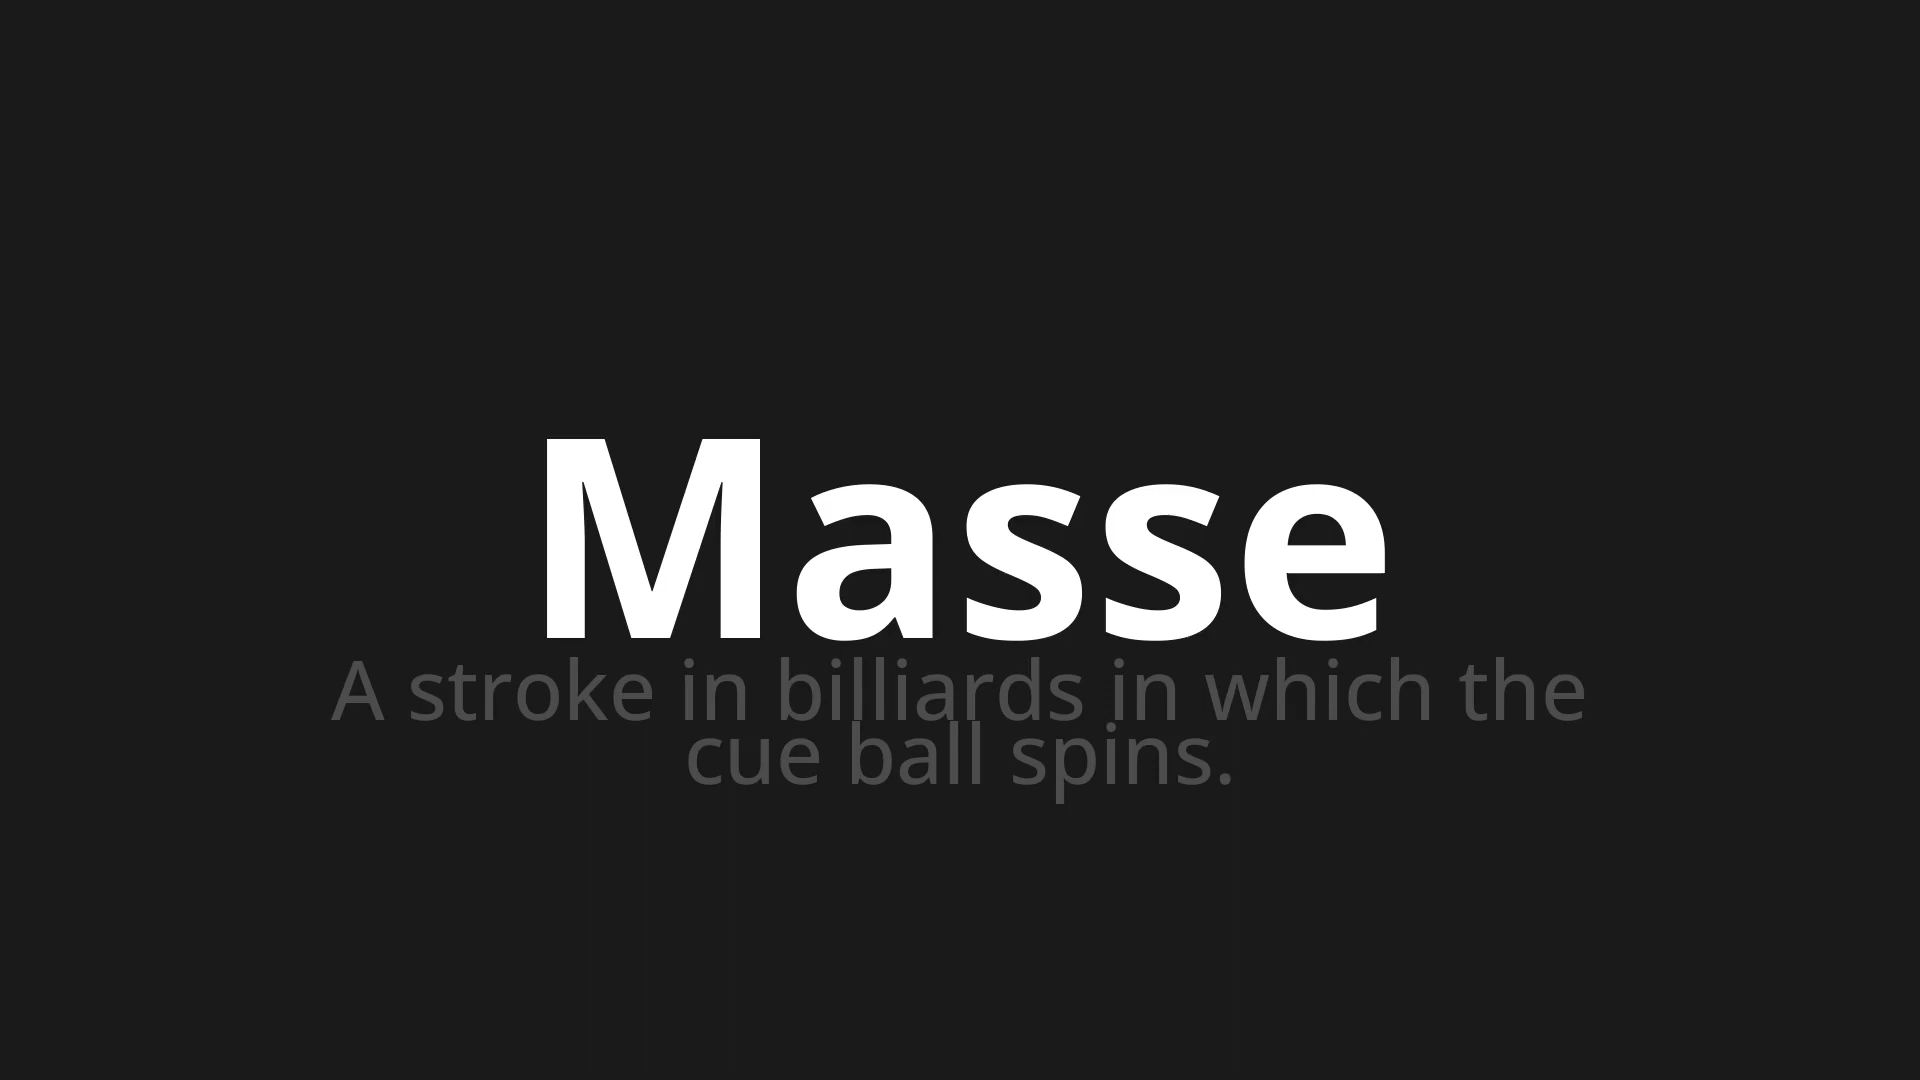 Masse
A stroke in billiards in which the
cue ball spins.